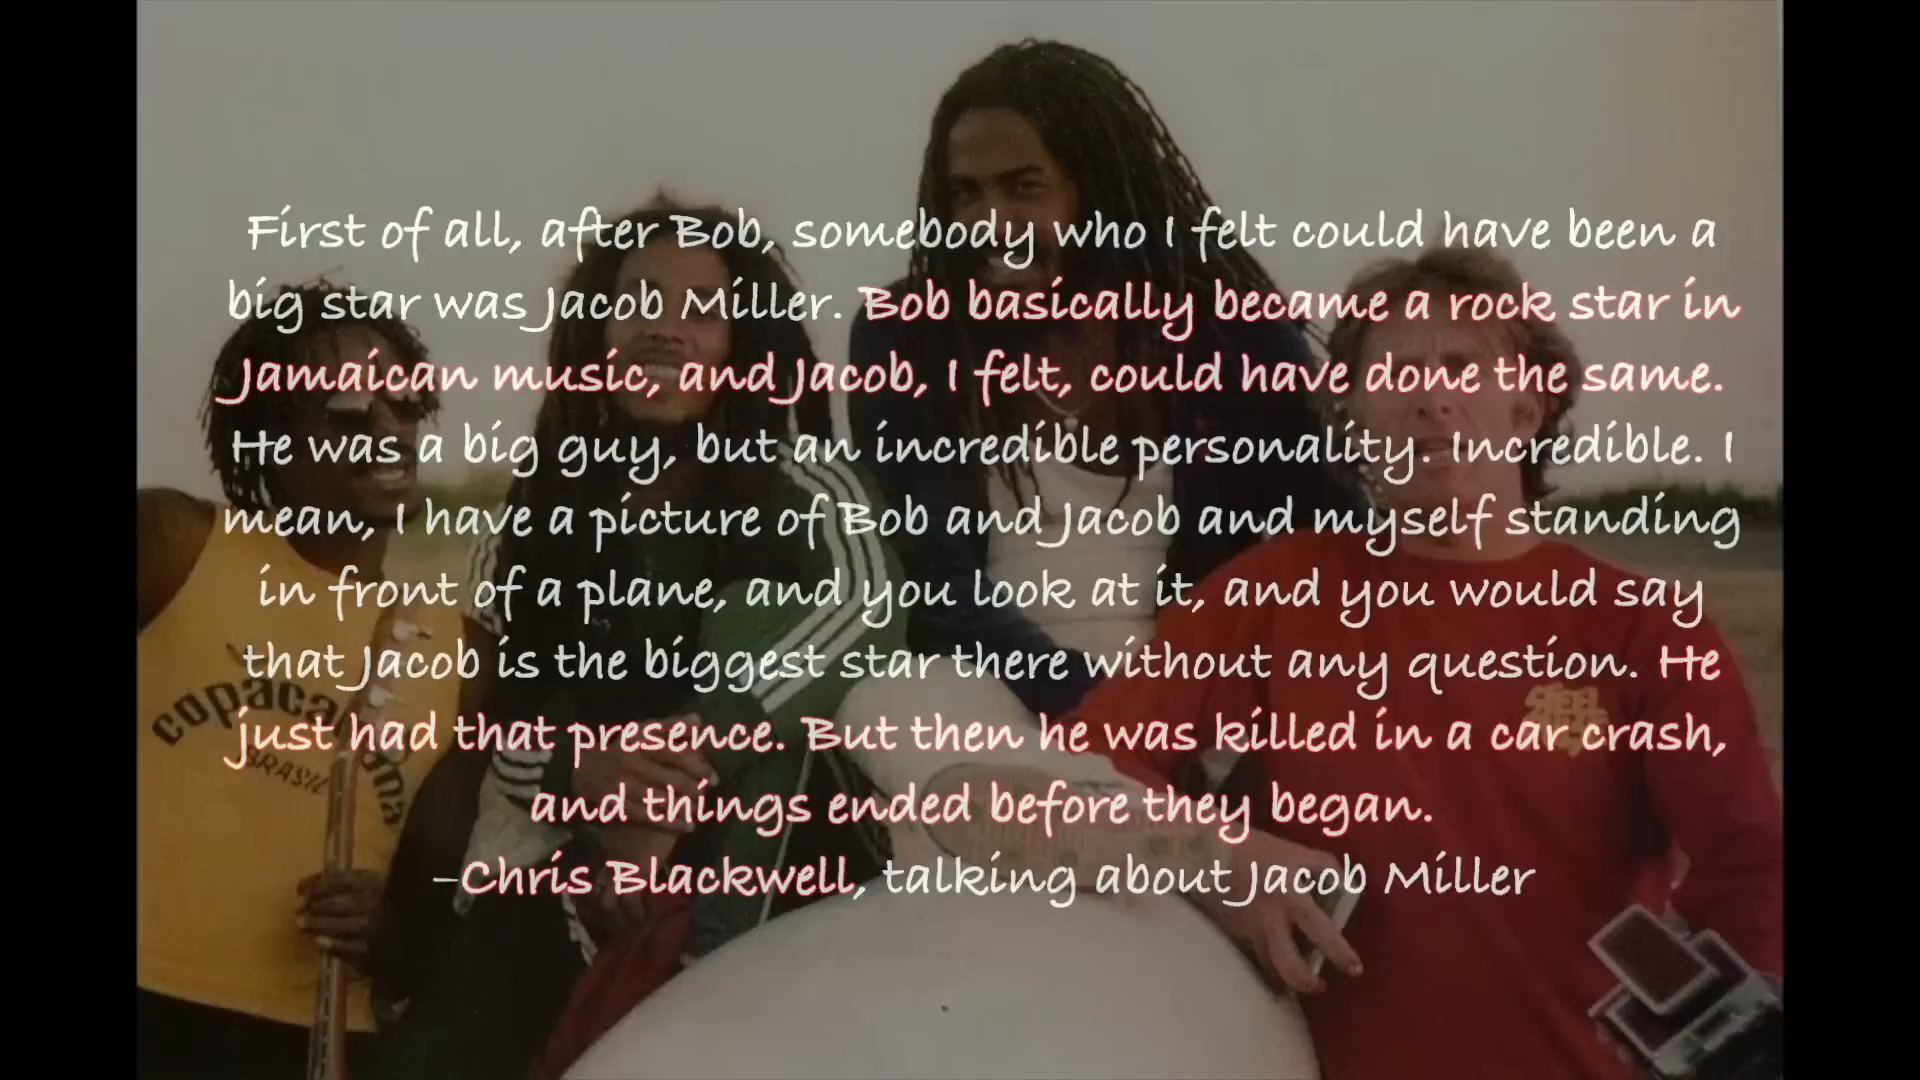 First of all, after Bob, somebody who I felt could have been a
big star was Jacob Miller. Bob basically became a rock star in
Jamaican music, and Jacob, I felt, could have done the same.
He was a big guy, but an incredible personality. Incredible. I
mean, I have a picture of Bob and Jacob and myself standing
in front of a plane, and you look at it, and you would say
that Jacob is the biggest star there without any question. He
just had that presence. But then he was killed in a car crash,
and things ended before they began.
–Chris Blackwell, talking about Jacob Miller
copacabana
BRASIL